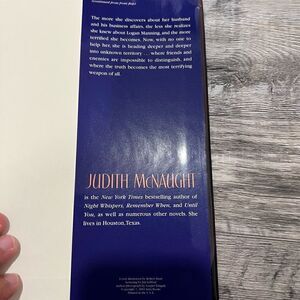 (continued from front flap)
The more she discovers about her husband
and his business affairs, the less she realizes
she knew about Logan Manning, and the more
terrified she becomes. Now, with no one to
help her, she is heading deeper and deeper
into unknown territory . . . where friends and
enemies are impossible to distinguish, and
where the truth becomes the most terrifying
weapon of all.
JUDITH McNAUGHT
is the New York Times bestselling author of
Night Whispers, Remember When, and Until
You, as well as numerous other novels. She
lives in Houston, Texas.
Printed in the U.S.A.